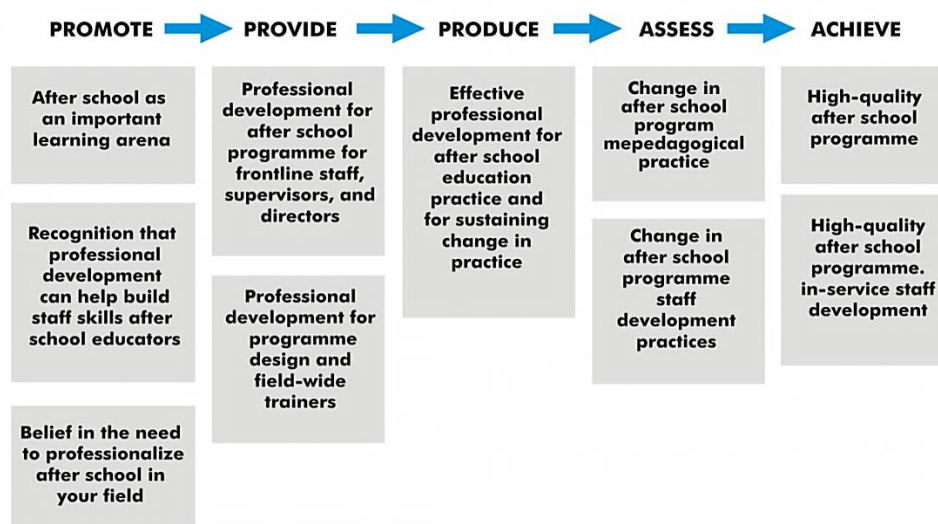 PROMOTE PROVIDE PRODUCE ASSESS ACHIEVE
After school as
an important
learning arena
Recognition that
professional
development
can help build
staff skills after
school educators
Belief in the need
to professionalize
after school in
your field
Professional
development for
after school
programme for
frontline staff,
supervisors, and
directors
Professional
development for
programme
design and
field-wide
trainers
Effective
professional
development for
after school
education
practice and
for sustaining
change in
practice
Change in
after school
program
mepedagogical
practice
Change in
after school
programme
staff
development
practices
High-quality
after school
programme
High-quality
after school
programme.
in-service staff
development